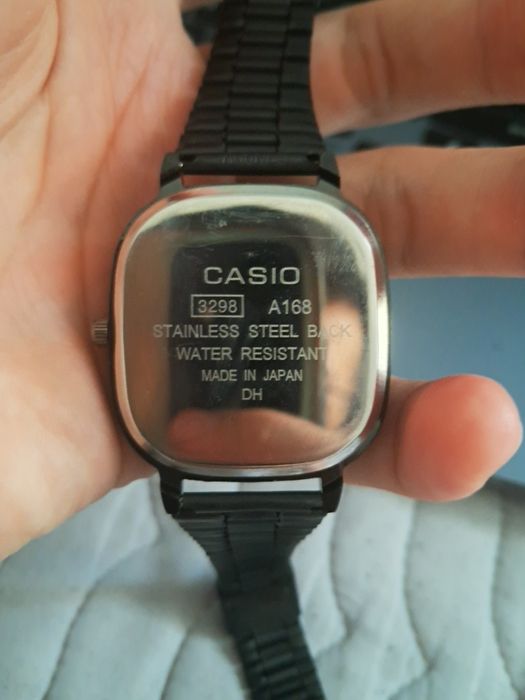 CASIO
3298 A168
STAINLESS STEEL BACK
WATER RESISTANT
MADE IN JAPAN
DH